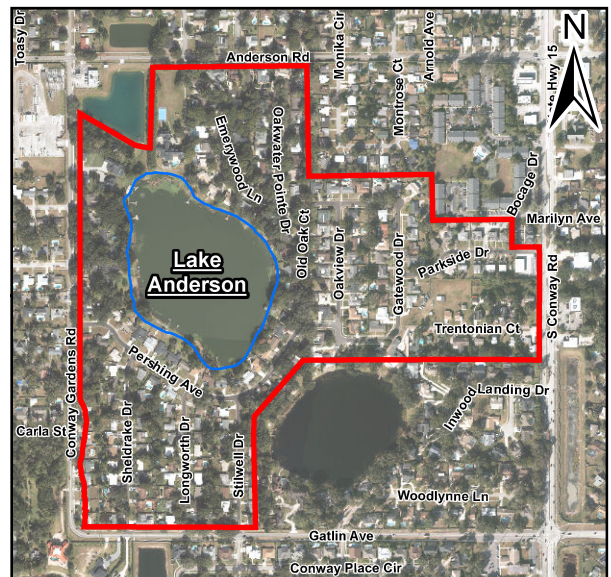 Toasy Dr
Anderson Rd
Monika Cir
Arnold Ave
Montrose Ct
N
Hwy 15
Emerywood Ln
Oakwater Pointe Dr
Old Oak Ct
Oakview Dr
Gatewood Dr
Bocage Dr
Marilyn Ave
Parkside Dr
S Conway Rd
Lake
Anderson
Trentonian Ct
Conway Gardens Rd
Pershing Ave
Carla St
Sheldrake Dr
Longworth Dr
Stilwell Dr
Inwood Landing Dr
Woodlynne Ln
Gatlin Ave
Conway Place Cir